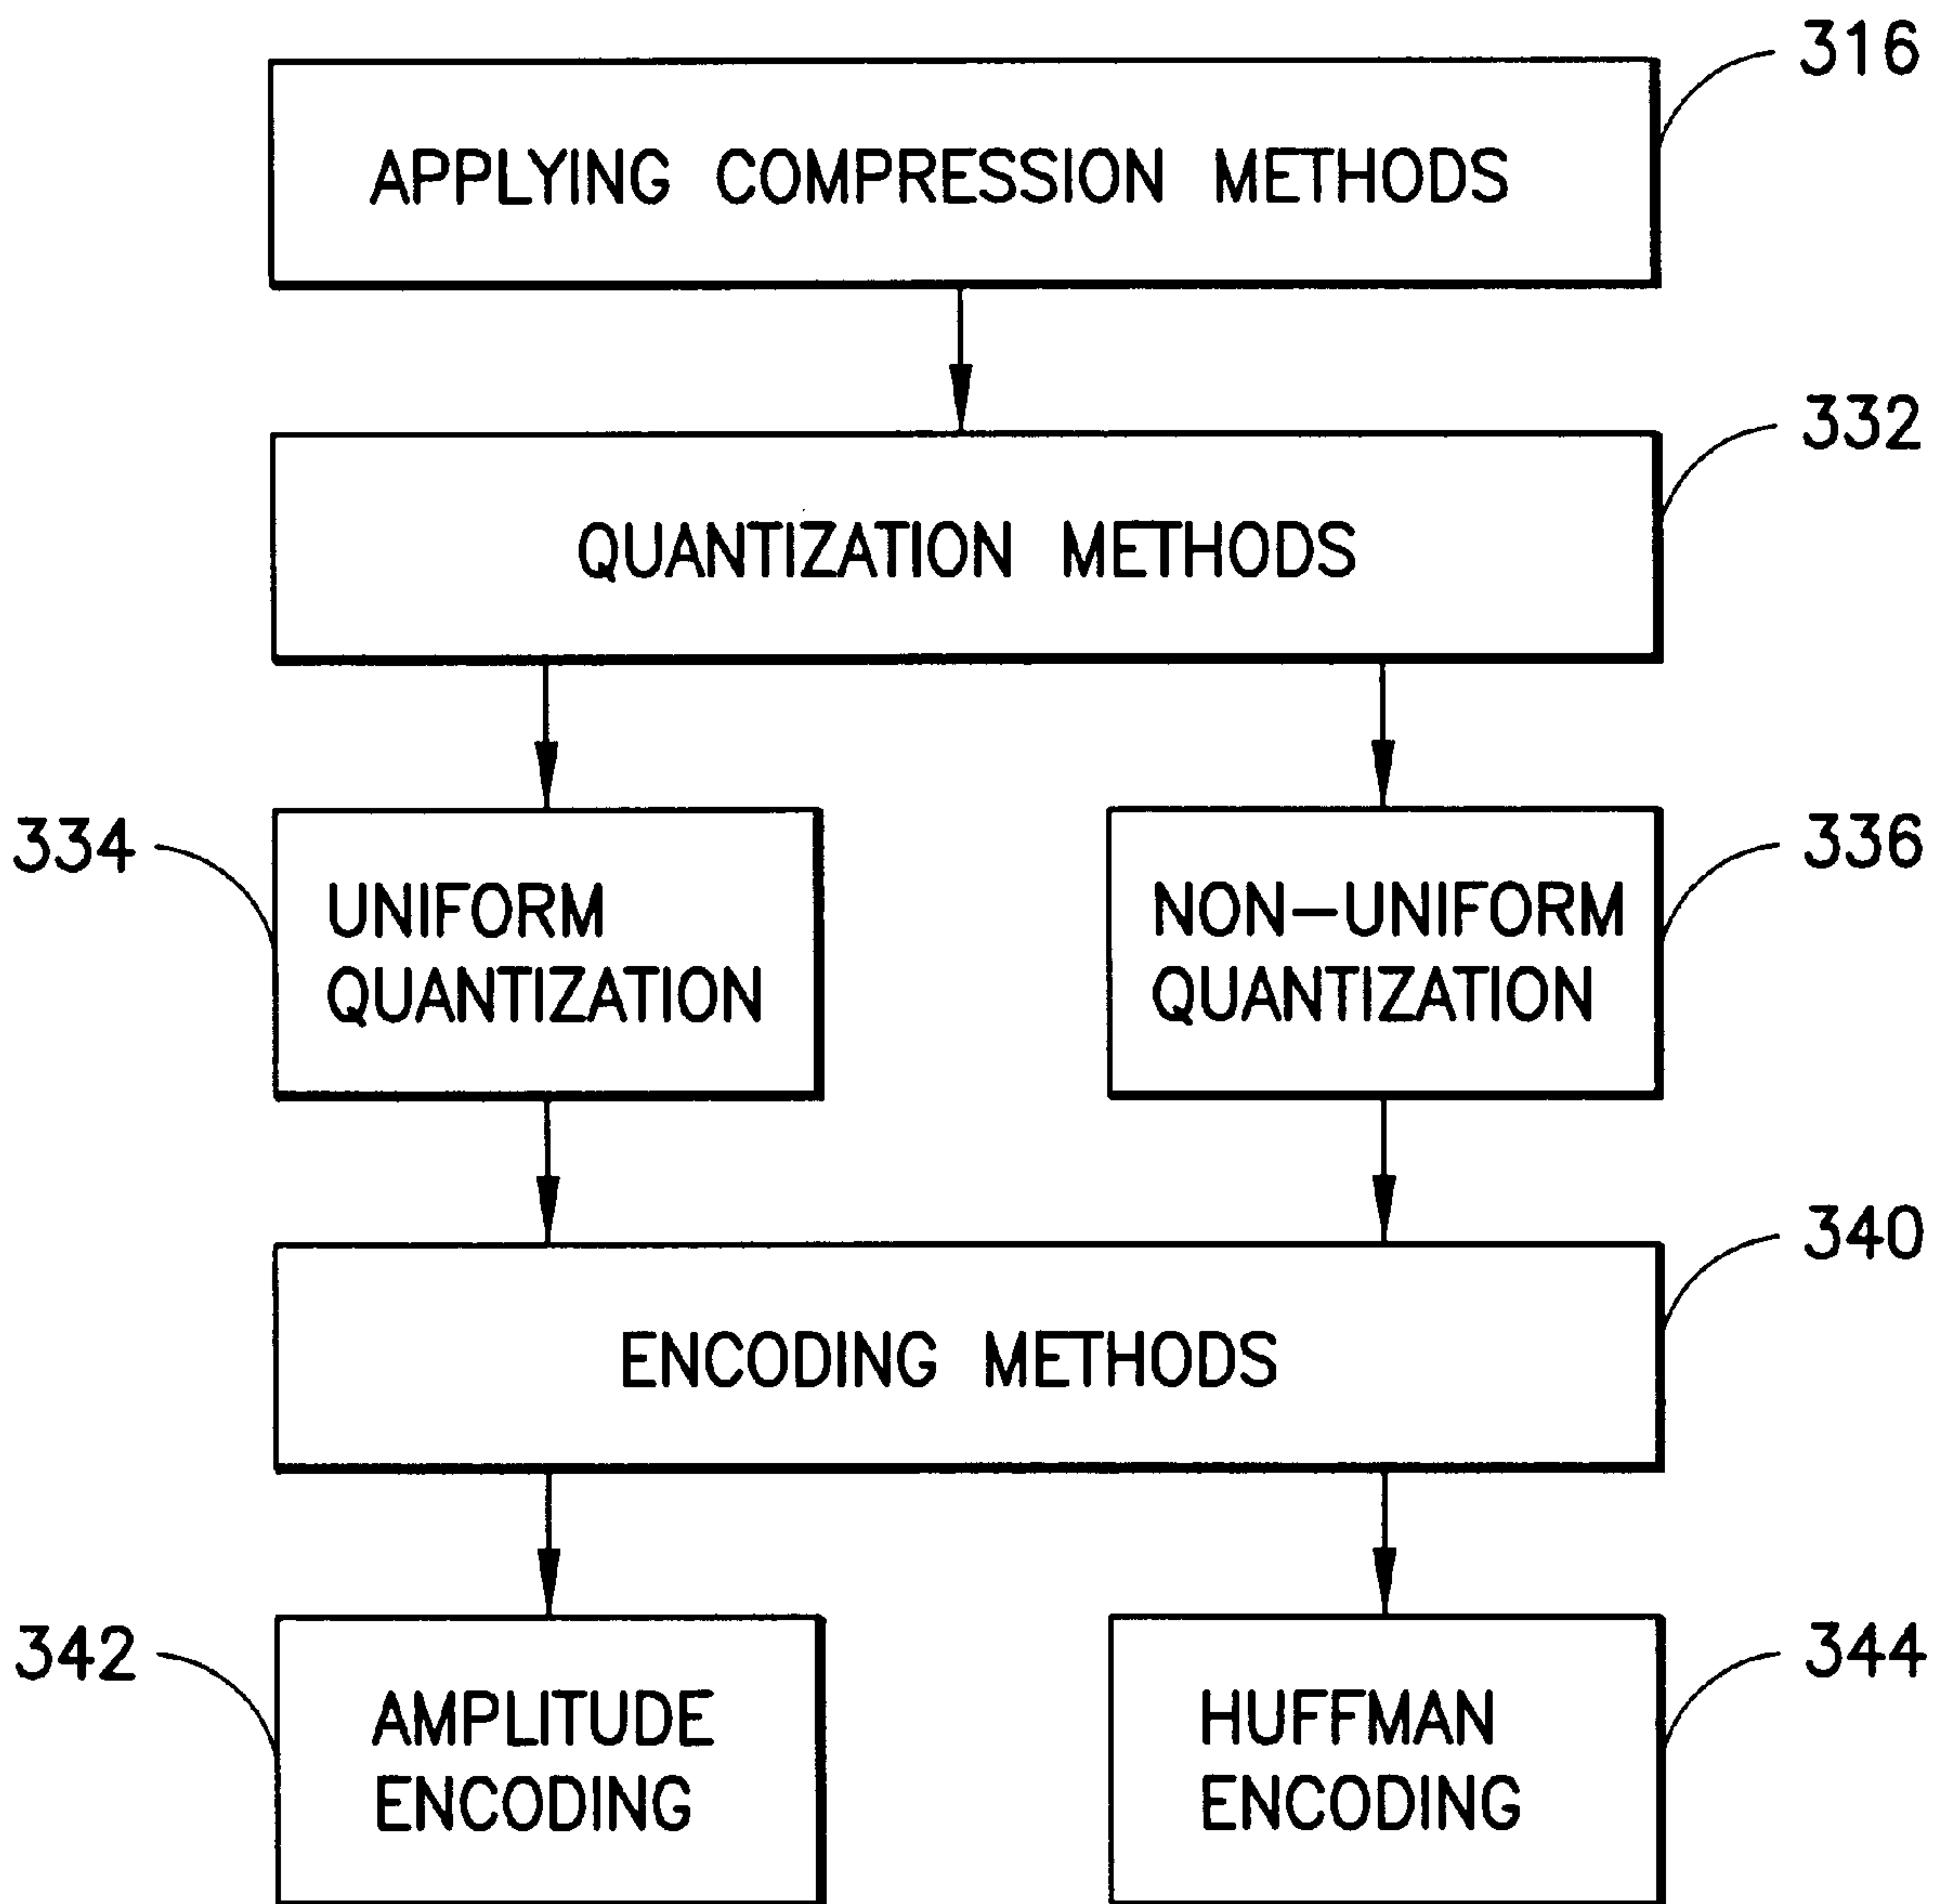 316
APPLYING COMPRESSION METHODS
332
QUANTIZATION METHODS
334
UNIFORM
QUANTIZATION
336
NON-UNIFORM
QUANTIZATION
340
ENCODING METHODS
342
AMPLITUDE
ENCODING
344
HUFFMAN
ENCODING